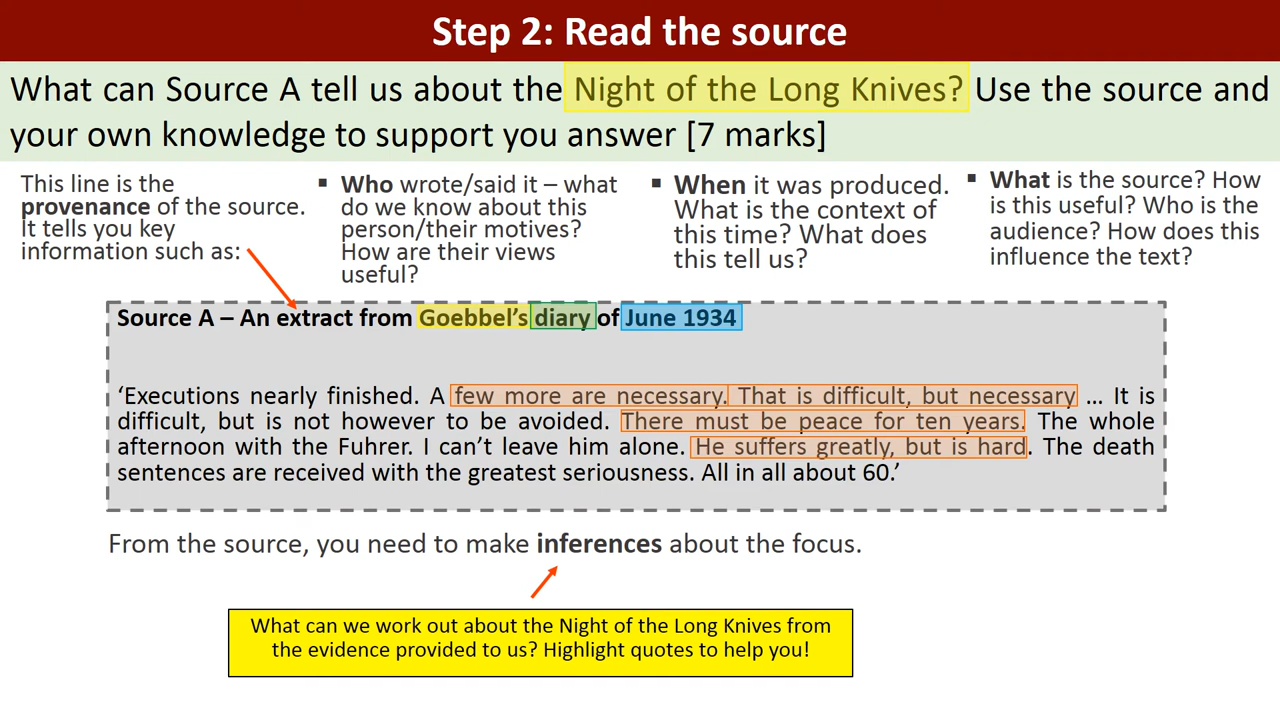 Step 2: Read the source
What can Source A tell us about the Night of the Long Knives? Use the source and
your own knowledge to support you answer [7 marks]
This line is the
provenance of the source.
It tells you key
information such as:
▪ Who wrote/said it – what
do we know about this
person/their motives?
How are their views
useful?
▪ When it was produced.
What is the context of
this time? What does
this tell us?
▪ What is the source? How
is this useful? Who is the
audience? How does this
influence the text?
Source A – An extract from Goebbel’s diary of June 1934
‘Executions nearly finished. A few more are necessary. That is difficult, but necessary ... It is
difficult, but is not however to be avoided. There must be peace for ten years. The whole
afternoon with the Fuhrer. I can’t leave him alone. He suffers greatly, but is hard. The death
sentences are received with the greatest seriousness. All in all about 60.’
From the source, you need to make inferences about the focus.
What can we work out about the Night of the Long Knives from
the evidence provided to us? Highlight quotes to help you!